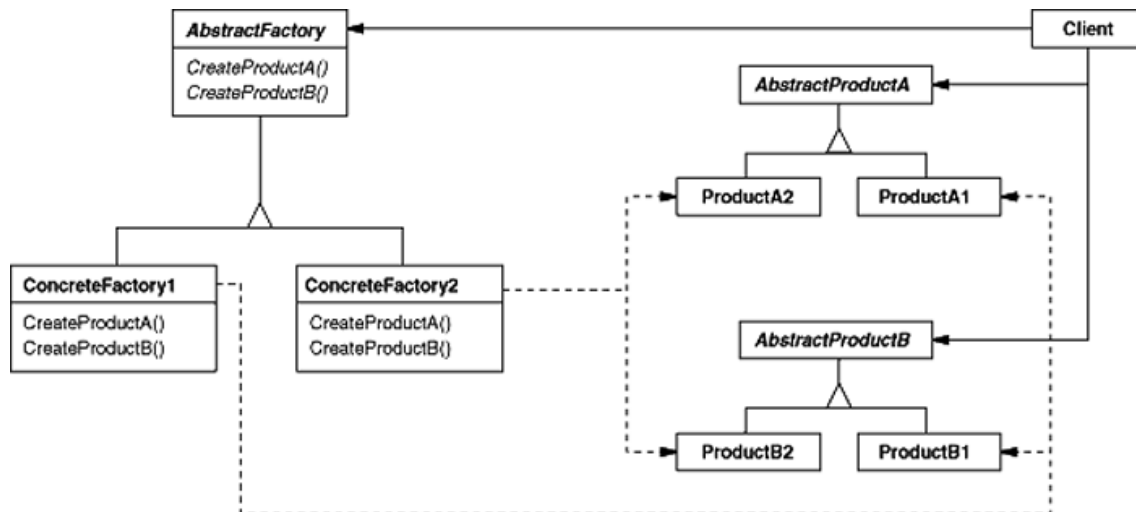 AbstractFactory
CreateProductA()
CreateProductB()
Client
AbstractProductA
ProductA2
ProductA1
ConcreteFactory1
CreateProductA()
CreateProductB()
ConcreteFactory2
CreateProductA()
CreateProductB()
AbstractProductB
ProductB2
ProductB1